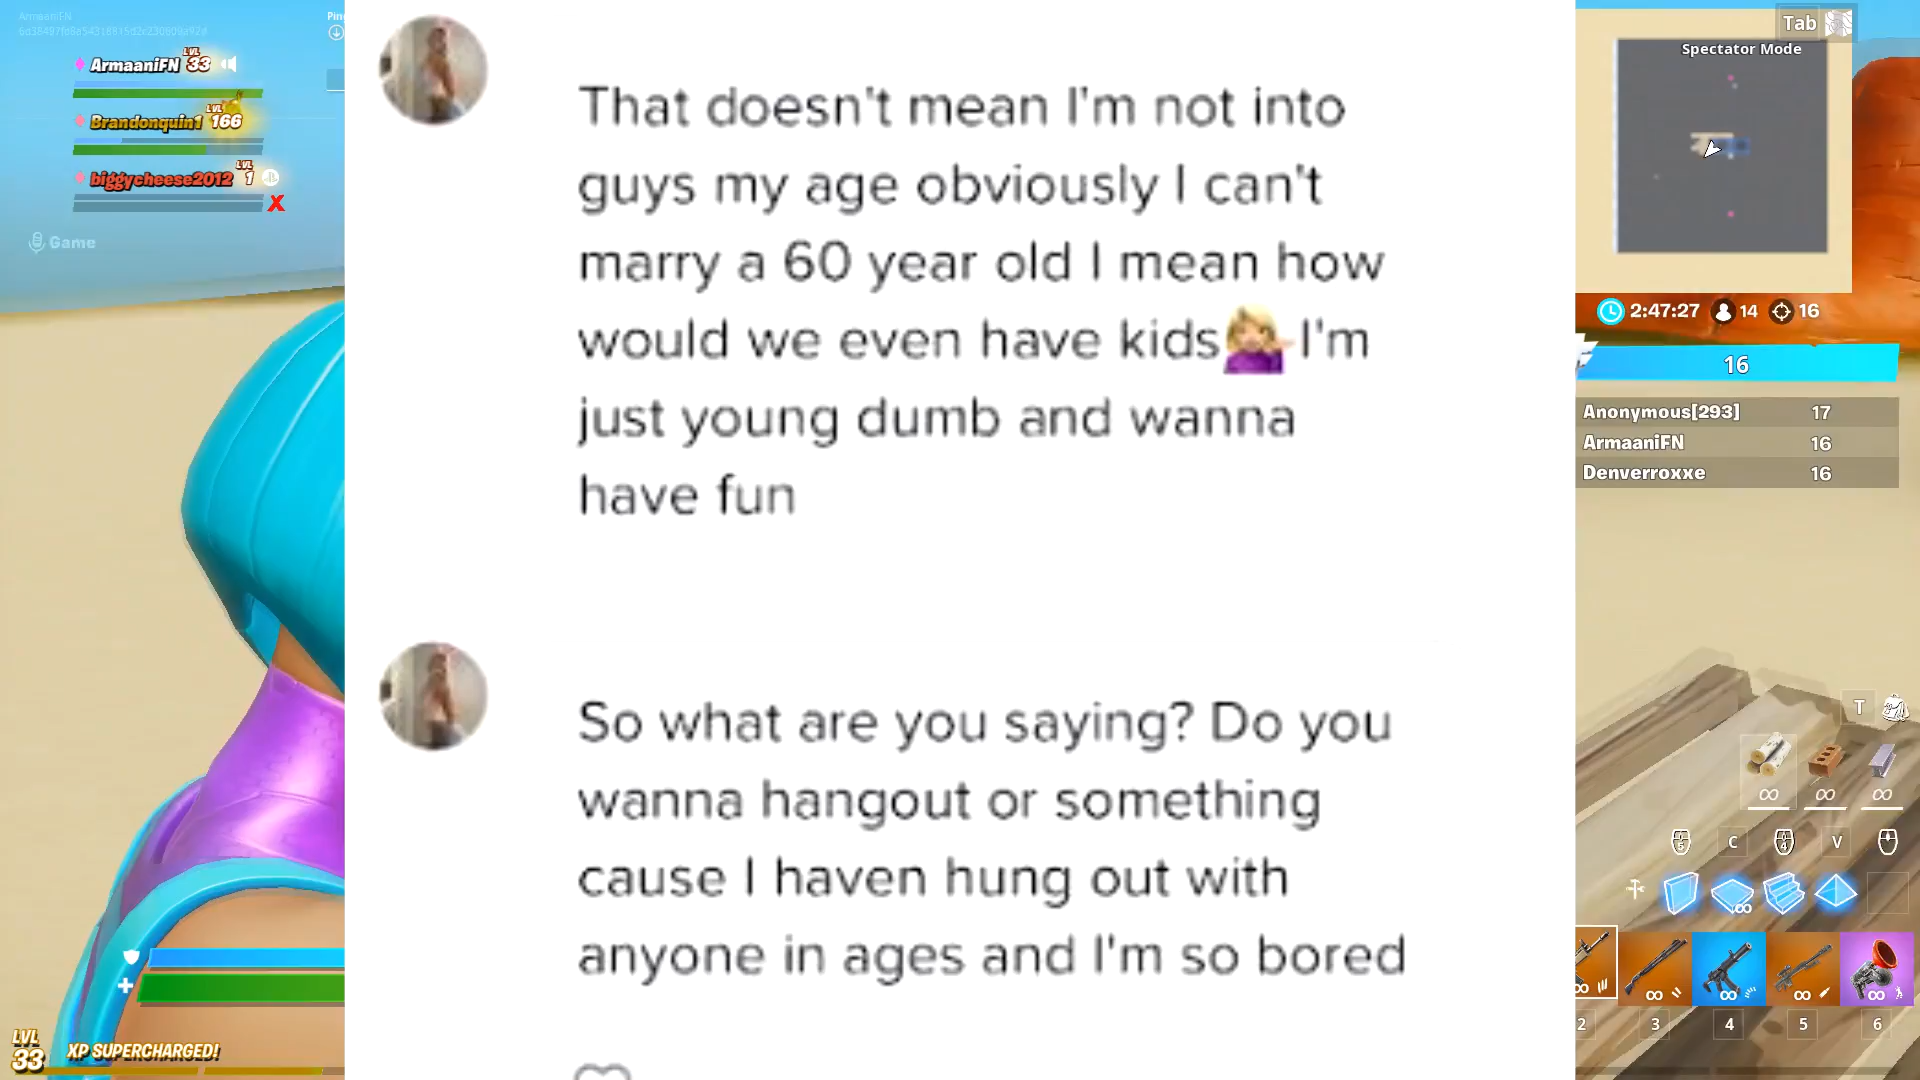 ArmaaniFN
Ping
ArmaaniFN LVL 33
Brandonquin1 LVL 166
biggycheese2012 LVL 1
X
Game
That doesn't mean I'm not into
guys my age obviously I can't
marry a 60 year old I mean how
would we even have kids🙅🏼‍♀️I'm
just young dumb and wanna
have fun
So what are you saying? Do you
wanna hangout or something
cause I haven hung out with
anyone in ages and I'm so bored
Tab
Spectator Mode
2:47:27 14 16
16
Anonymous[293] 17
ArmaaniFN 16
Denverroxxe 16
T
∞ ∞ ∞
5 C 4 V
∞
∞ ∞ ∞ ∞ ∞
2 3 4 5 6
LVL
33
XP SUPERCHARGED!